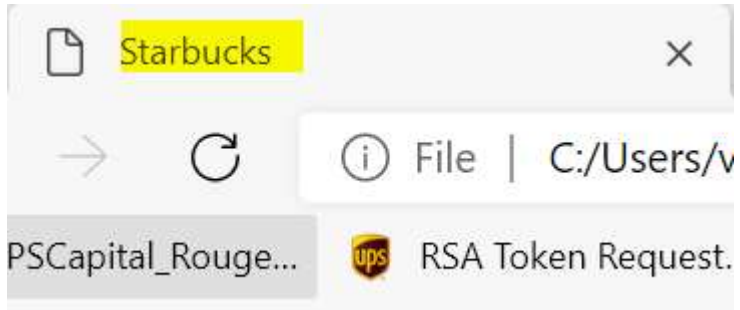 Starbucks
File | C:/Users/v
PSCapital_Rouge... ups RSA Token Request.